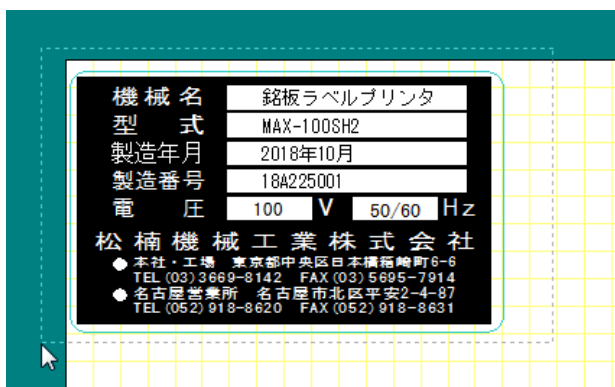 機械名 銘板ラベルプリンタ
型式 MAX-100SH2
製造年月 2018年10月
製造番号 18A225001
電圧 100 V 50/60 Hz
松楠機械工業株式会社
●本社・工場 東京都中央区日本橋箱崎町6-6
TEL(03)3669-8142 FAX(03)5695-7914
●名古屋営業所 名古屋市北区平安2-4-87
TEL(052)918-8620 FAX(052)918-8631